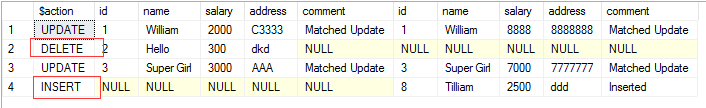 $action id name salary address comment id name salary address comment
1 UPDATE 1 William 2000 C3333 Matched Update 1 William 8888 8888888 Matched Update
2 DELETE 2 Hello 300 dkd NULL NULL NULL NULL NULL NULL
3 UPDATE 3 Super Girl 3000 AAA Matched Update 3 Super Girl 7000 7777777 Matched Update
4 INSERT NULL NULL NULL NULL NULL 8 Tilliam 2500 ddd Inserted